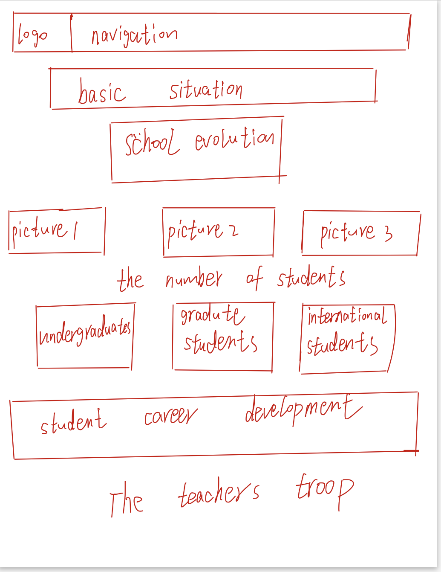 logo navigation
basic situation
school evolution
picture 1 picture 2 picture 3
the number of students
undergraduates gradute students international students
student career development
The teachers troop